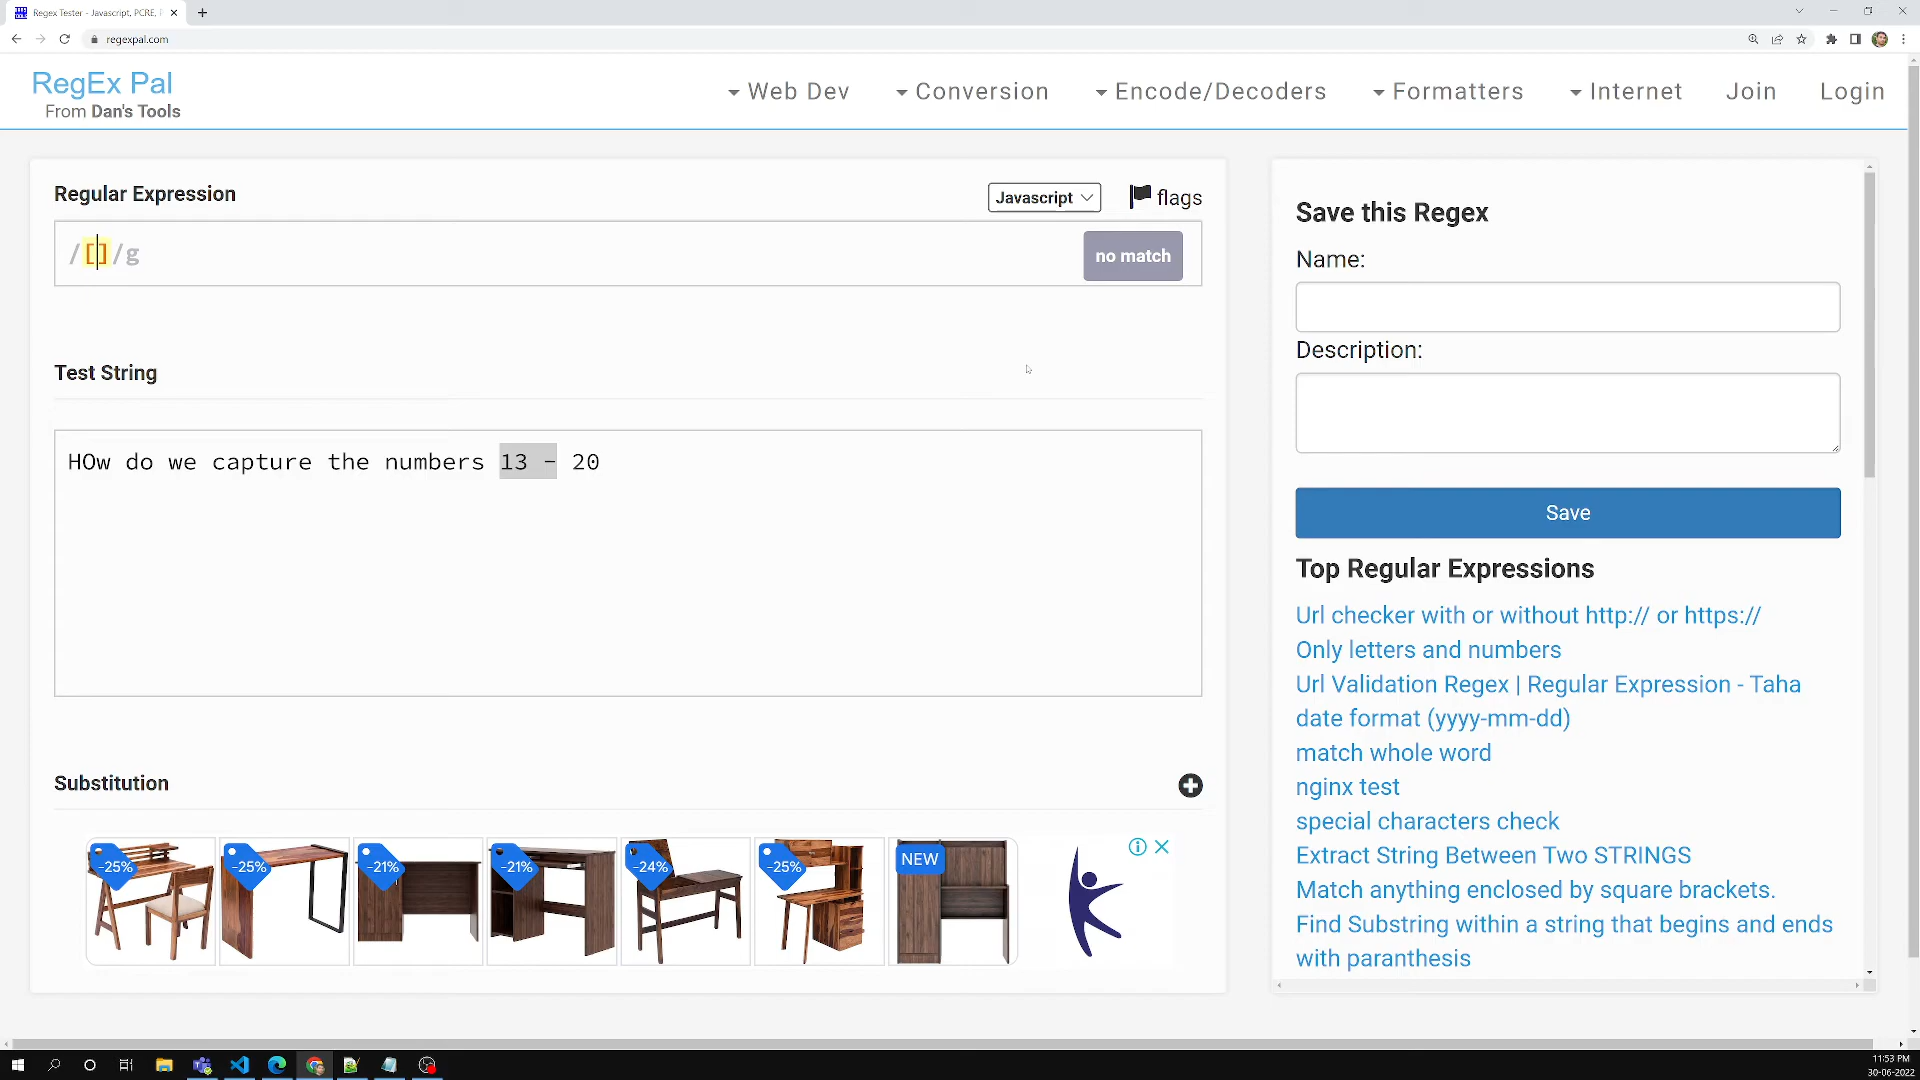 Regex Tester - Javascript, PCRE,
regexpal.com
RegEx Pal
From Dan's Tools
Web Dev
Conversion
Encode/Decoders
Formatters
Internet
Join
Login
Regular Expression
Javascript
flags
/[]/g
no match
Test String
HOw do we capture the numbers 13 - 20
Substitution
-25%
-25%
-21%
-21%
-24%
-25%
NEW
Save this Regex
Name:
Description:
Save
Top Regular Expressions
Url checker with or without http:// or https://
Only letters and numbers
Url Validation Regex | Regular Expression - Taha
date format (yyyy-mm-dd)
match whole word
nginx test
special characters check
Extract String Between Two STRINGS
Match anything enclosed by square brackets.
Find Substring within a string that begins and ends
with paranthesis
11:53 PM
30-06-2022